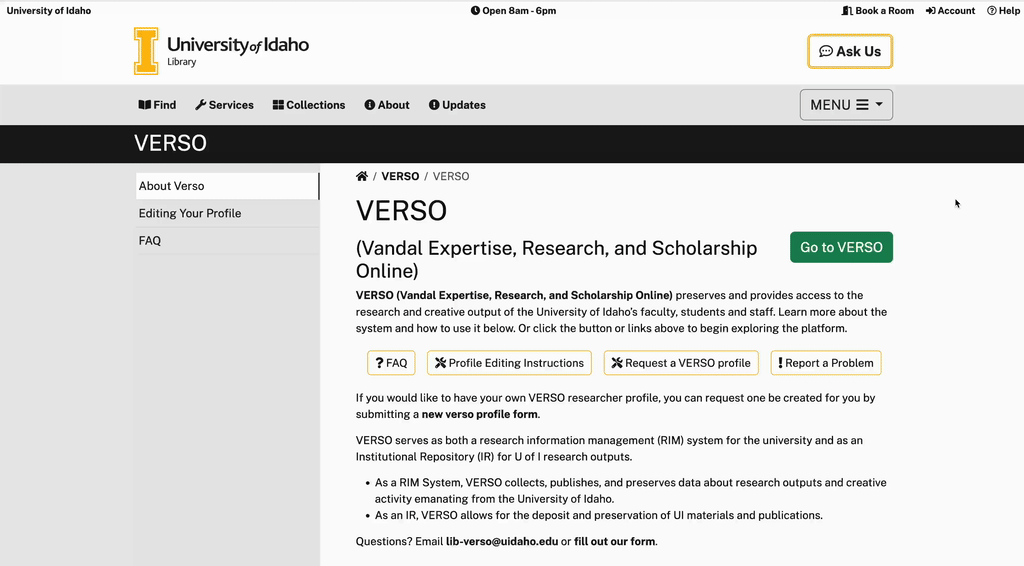 University of Idaho
Open 8am - 6pm
Book a Room
Account
Help
University of Idaho
Library
Ask Us
Find
Services
Collections
About
Updates
MENU
VERSO
About Verso
Editing Your Profile
FAQ
/ VERSO / VERSO
VERSO
(Vandal Expertise, Research, and Scholarship
Online)
Go to VERSO
VERSO (Vandal Expertise, Research, and Scholarship Online) preserves and provides access to the
research and creative output of the University of Idaho's faculty, students and staff. Learn more about the
system and how to use it below. Or click the button or links above to begin exploring the platform.
FAQ
Profile Editing Instructions
Request a VERSO profile
Report a Problem
If you would like to have your own VERSO researcher profile, you can request one be created for you by
submitting a new verso profile form.
VERSO serves as both a research information management (RIM) system for the university and as an
Institutional Repository (IR) for U of I research outputs.
• As a RIM System, VERSO collects, publishes, and preserves data about research outputs and creative
activity emanating from the University of Idaho.
• As an IR, VERSO allows for the deposit and preservation of UI materials and publications.
Questions? Email lib-verso@uidaho.edu or fill out our form.